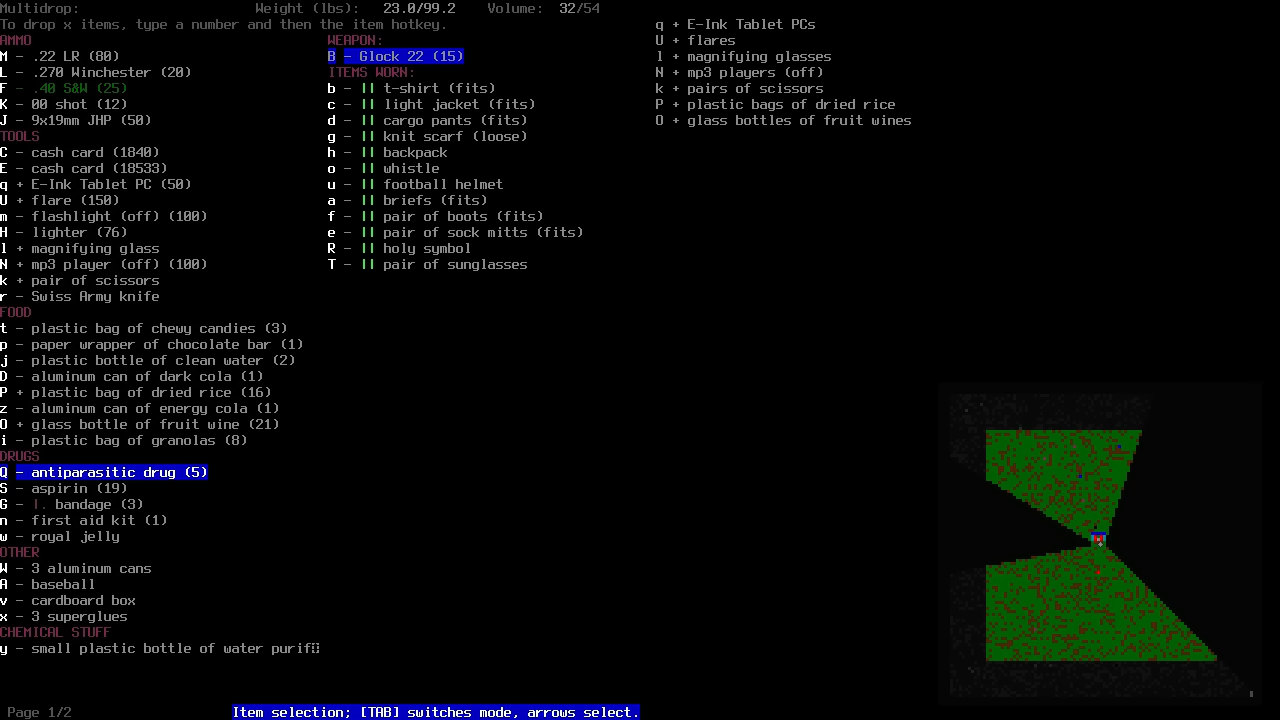 Multidrop: Weight (lbs): 23.0/99.2 Volume: 32/54
To drop x items, type a number and then the item hotkey.
AMMO
M - .22 LR (80)
L - .270 Winchester (20)
F - .40 S&W (25)
K - 00 shot (12)
J - 9x19mm JHP (50)
TOOLS
C - cash card (1840)
E - cash card (18533)
q + E-Ink Tablet PC (50)
U + flare (150)
m - flashlight (off) (100)
H - lighter (76)
l + magnifying glass
N + mp3 player (off) (100)
k + pair of scissors
r - Swiss Army knife
FOOD
t - plastic bag of chewy candies (3)
p - paper wrapper of chocolate bar (1)
j - plastic bottle of clean water (2)
D - aluminum can of dark cola (1)
P + plastic bag of dried rice (16)
z - aluminum can of energy cola (1)
O + glass bottle of fruit wine (21)
i - plastic bag of granolas (8)
DRUGS
Q - antiparasitic drug (5)
S - aspirin (19)
G - |. bandage (3)
n - first aid kit (1)
w - royal jelly
OTHER
W - 3 aluminum cans
A - baseball
v - cardboard box
x - 3 superglues
CHEMICAL STUFF
y - small plastic bottle of water purif
WEAPON:
B - Glock 22 (15)
ITEMS WORN:
b - || t-shirt (fits)
c - || light jacket (fits)
d - || cargo pants (fits)
g - || knit scarf (loose)
h - || backpack
o - || whistle
u - || football helmet
a - || briefs (fits)
f - || pair of boots (fits)
e - || pair of sock mitts (fits)
R - || holy symbol
T - || pair of sunglasses
q + E-Ink Tablet PCs
U + flares
l + magnifying glasses
N + mp3 players (off)
k + pairs of scissors
P + plastic bags of dried rice
O + glass bottles of fruit wines
Page 1/2
Item selection; [TAB] switches mode, arrows select.